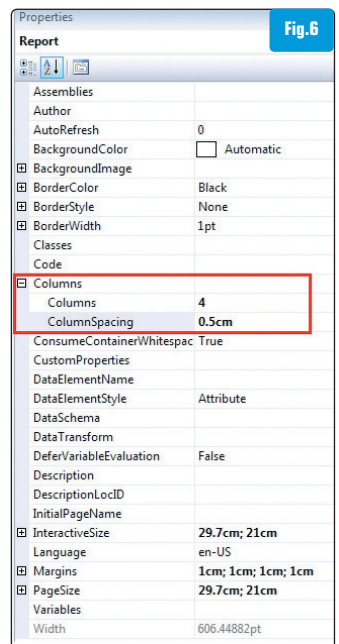 Properties
Fig.6
Report
Assemblies
Author
AutoRefresh 0
BackgroundColor Automatic
BackgroundImage
BorderColor Black
BorderStyle None
BorderWidth 1pt
Classes
Code
Columns
Columns 4
ColumnSpacing 0.5cm
ConsumeContainerWhitespac True
CustomProperties
DataElementName
DataElementStyle Attribute
DataSchema
DataTransform
DeferVariableEvaluation False
Description
DescriptionLocID
InitialPageName
InteractiveSize 29.7cm; 21cm
Language en-US
Margins 1cm; 1cm; 1cm; 1cm
PageSize 29.7cm; 21cm
Variables
Width 606.44882pt